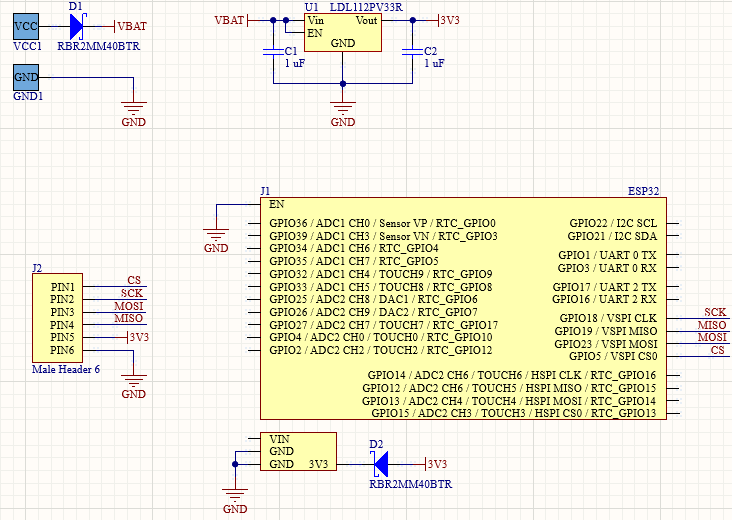 VCC
VCC1
D1
RBR2MM40BTR
VBAT
GND
GND1
GND
VBAT
U1 LDL112PV33R
Vin Vout
EN
GND
3V3
C1
1 uF
C2
1 uF
GND
J2
PIN1 CS
PIN2 SCK
PIN3 MOSI
PIN4 MISO
PIN5 3V3
PIN6
Male Header 6
GND
J1 ESP32
EN
GND
GPIO36 / ADC1 CH0 / Sensor VP / RTC_GPIO0
GPIO39 / ADC1 CH3 / Sensor VN / RTC_GPIO3
GPIO34 / ADC1 CH6 / RTC_GPIO4
GPIO35 / ADC1 CH7 / RTC_GPIO5
GPIO32 / ADC1 CH4 / TOUCH9 / RTC_GPIO9
GPIO33 / ADC1 CH5 / TOUCH8 / RTC_GPIO8
GPIO25 / ADC2 CH8 / DAC1 / RTC_GPIO6
GPIO26 / ADC2 CH9 / DAC2 / RTC_GPIO7
GPIO27 / ADC2 CH7 / TOUCH7 / RTC_GPIO17
GPIO4 / ADC2 CH0 / TOUCH0 / RTC_GPIO10
GPIO2 / ADC2 CH2 / TOUCH2 / RTC_GPIO12
GPIO22 / I2C SCL
GPIO21 / I2C SDA
GPIO1 / UART 0 TX
GPIO3 / UART 0 RX
GPIO17 / UART 2 TX
GPIO16 / UART 2 RX
GPIO18 / VSPI CLK SCK
GPIO19 / VSPI MISO MISO
GPIO23 / VSPI MOSI MOSI
GPIO5 / VSPI CS0 CS
GPIO14 / ADC2 CH6 / TOUCH6 / HSPI CLK / RTC_GPIO16
GPIO12 / ADC2 CH6 / TOUCH5 / HSPI MISO / RTC_GPIO15
GPIO13 / ADC2 CH4 / TOUCH4 / HSPI MOSI / RTC_GPIO14
GPIO15 / ADC2 CH3 / TOUCH3 / HSPI CS0 / RTC_GPIO13
VIN
GND
GND 3V3
GND
D2
3V3
RBR2MM40BTR